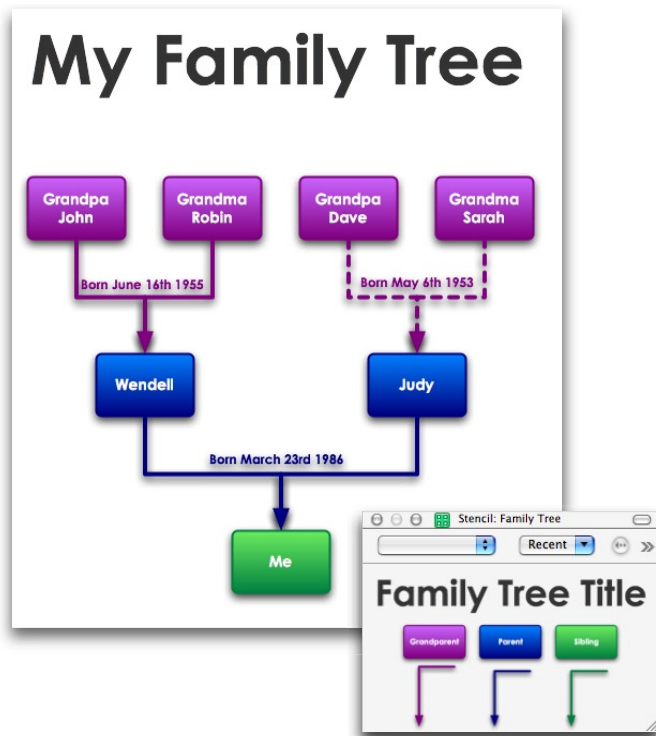 My Family Tree
Grandpa
John
Grandma
Robin
Grandpa
Dave
Grandma
Sarah
Born June 16th 1955
Born May 6th 1953
Wendell
Judy
Born March 23rd 1986
Me
Stencil: Family Tree
Recent
Family Tree Title
Grandparent
Parent
Sibling